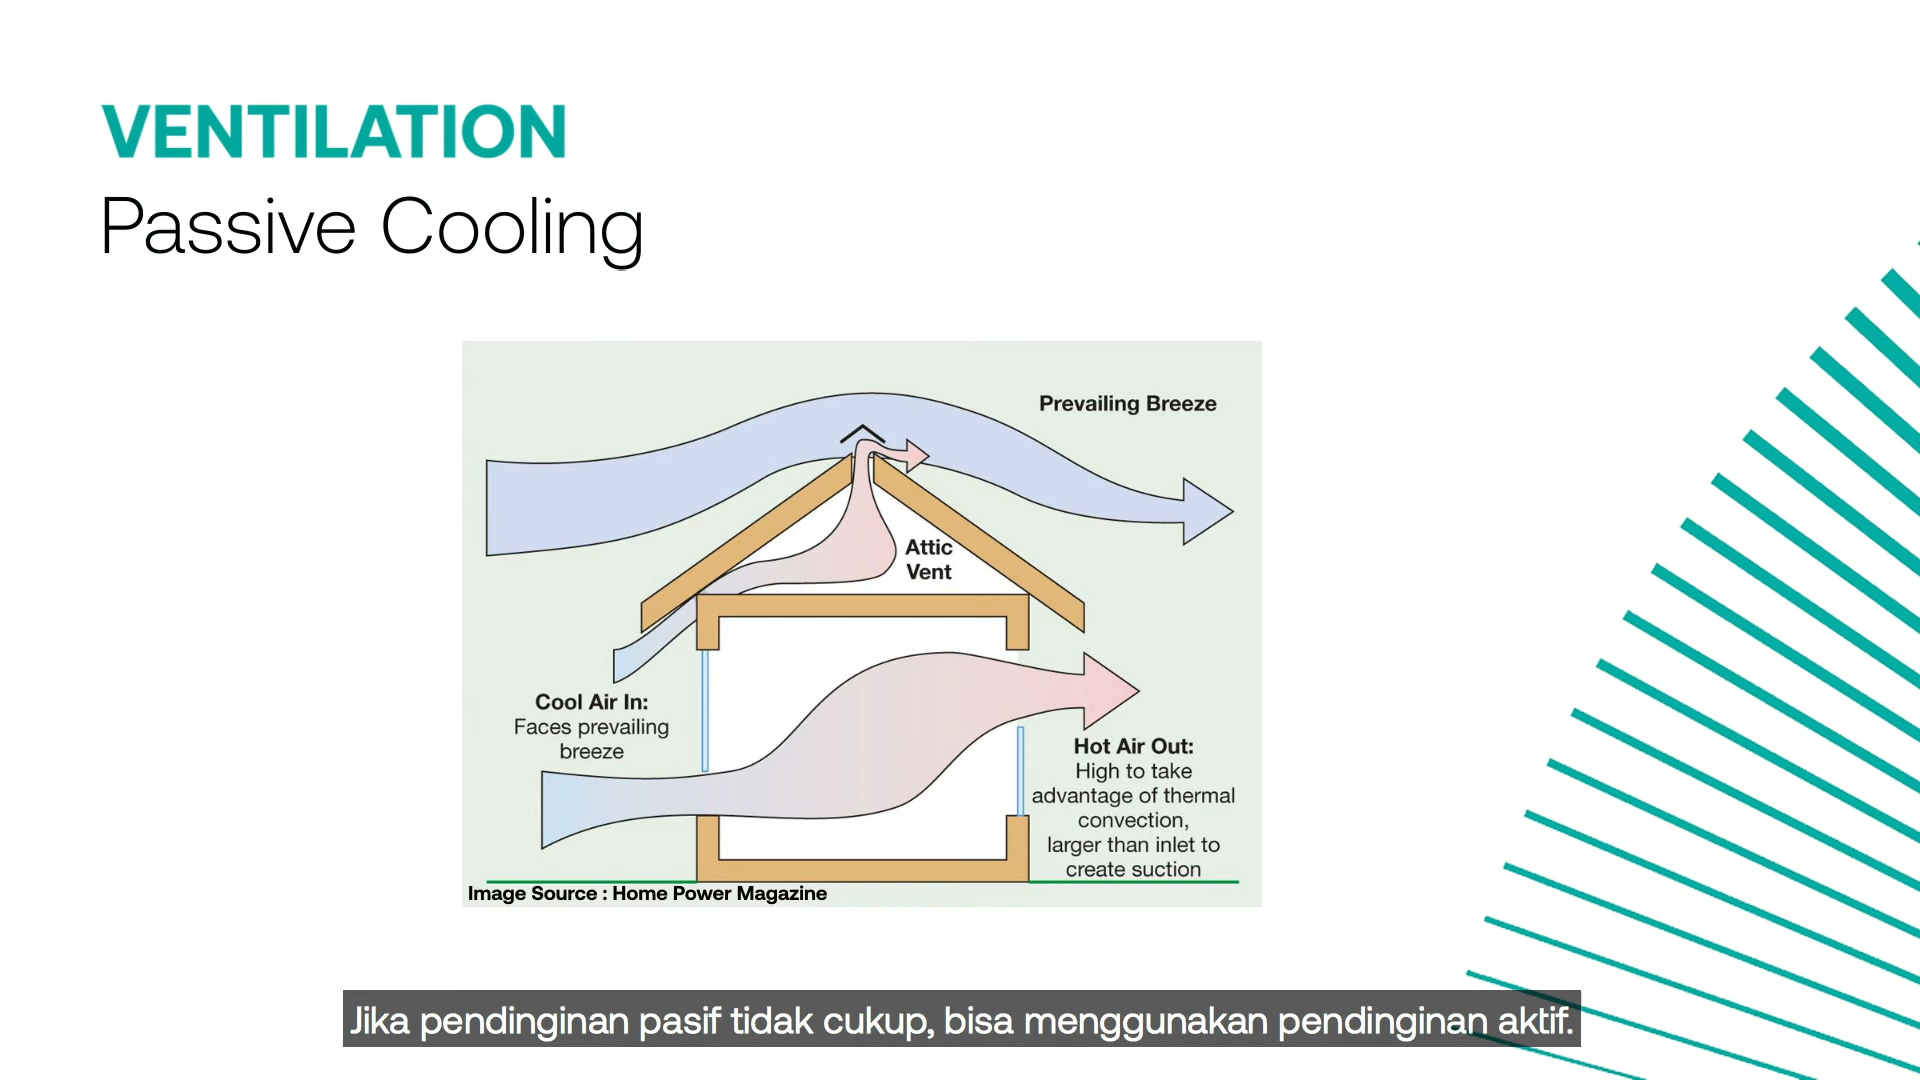 VENTILATION
Passive Cooling
Prevailing Breeze
Attic
Vent
Cool Air In:
Faces prevailing
breeze
Hot Air Out:
High to take
advantage of thermal
convection,
larger than inlet to
create suction
Image Source : Home Power Magazine
Jika pendinginan pasif tidak cukup, bisa menggunakan pendinginan aktif.